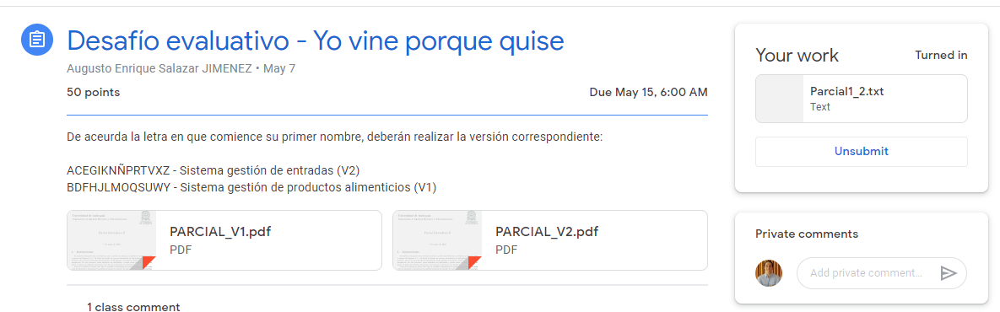 Desafío evaluativo - Yo vine porque quise
Augusto Enrique Salazar JIMENEZ • May 7
50 points
Due May 15, 6:00 AM
De aceurda la letra en que comience su primer nombre, deberán realizar la versión correspondiente:
ACEGIKNÑPRTVXZ - Sistema gestión de entradas (V2)
BDFHJLMOQSUWY - Sistema gestión de productos alimenticios (V1)
PARCIAL_V1.pdf
PDF
PARCIAL_V2.pdf
PDF
1 class comment
Your work
Turned in
Parcial1_2.txt
Text
Unsubmit
Private comments
Add private comment...